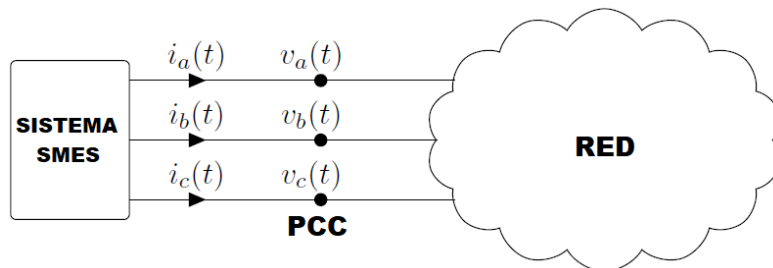 i_a(t) v_a(t)
SISTEMA
SMES
i_b(t) v_b(t)
RED
i_c(t) v_c(t)
PCC